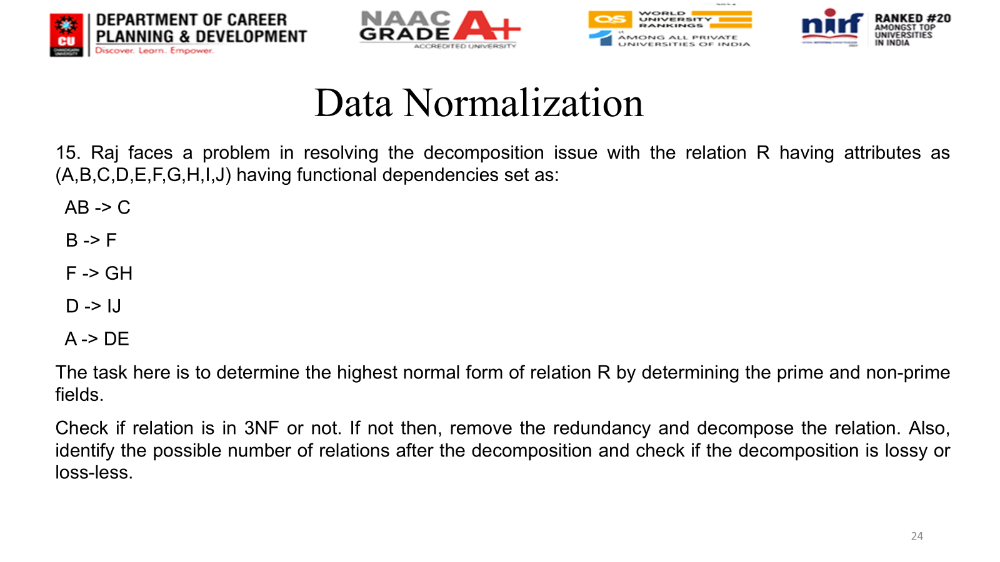 CU
CHANDIGARH
UNIVERSITY
DEPARTMENT OF CAREER
PLANNING & DEVELOPMENT
Discover. Learn. Empower.
NAAC
GRADE A+
ACCREDITED UNIVERSITY
QS WORLD
UNIVERSITY
RANKINGS
1st AMONG ALL PRIVATE
UNIVERSITIES OF INDIA
nirf
RANKED #20
AMONGST TOP
UNIVERSITIES
IN INDIA
Data Normalization
15. Raj faces a problem in resolving the decomposition issue with the relation R having attributes as
(A,B,C,D,E,F,G,H,I,J) having functional dependencies set as:
AB -> C
B -> F
F -> GH
D -> IJ
A -> DE
The task here is to determine the highest normal form of relation R by determining the prime and non-prime
fields.
Check if relation is in 3NF or not. If not then, remove the redundancy and decompose the relation. Also,
identify the possible number of relations after the decomposition and check if the decomposition is lossy or
loss-less.
24